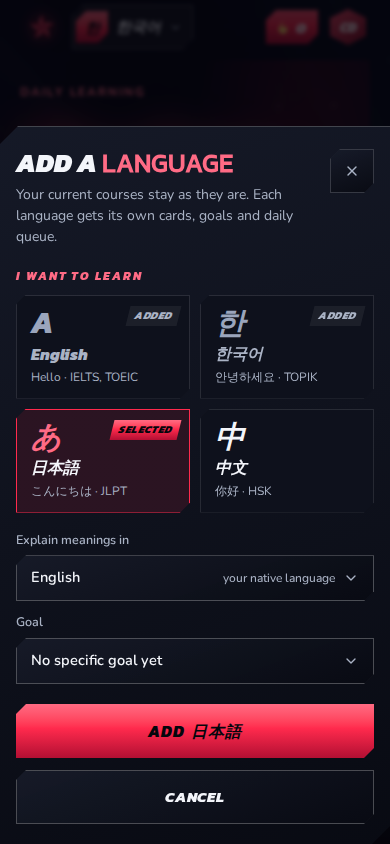 한국어
DAILY LEARNING
ADD A LANGUAGE
×
Your current courses stay as they are. Each
language gets its own cards, goals and daily
queue.
I WANT TO LEARN
A
ADDED
English
Hello · IELTS, TOEIC
한
ADDED
한국어
안녕하세요 · TOPIK
あ
SELECTED
日本語
こんにちは · JLPT
中
中文
你好 · HSK
Explain meanings in
English
your native language
Goal
No specific goal yet
ADD 日本語
CANCEL